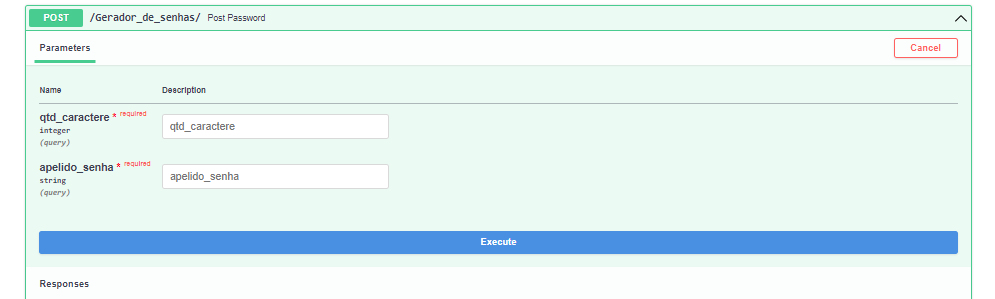 POST /Gerador_de_senhas/ Post Password
Parameters
Cancel
Name Description
qtd_caractere * required
integer
(query)
qtd_caractere
apelido_senha * required
string
(query)
apelido_senha
Execute
Responses